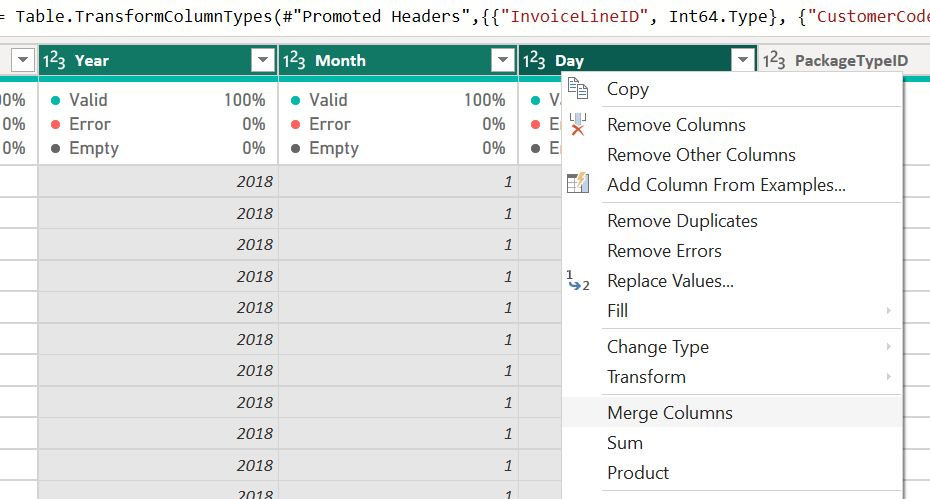 = Table.TransformColumnTypes(#"Promoted Headers",{{"InvoiceLineID", Int64.Type}, {"CustomerCode
1²3 Year 1²3 Month 1²3 Day 1²3 PackageTypeID
00% Valid 100% Valid 100% V
0% Error 0% Error 0% E
0% Empty 0% Empty 0% E
2018 1
2018 1
2018 1
2018 1
2018 1
2018 1
2018 1
2018 1
2018 1
2018 1
2018 1
Copy
Remove Columns
Remove Other Columns
Add Column From Examples...
Remove Duplicates
Remove Errors
1 2 Replace Values...
Fill
Change Type
Transform
Merge Columns
Sum
Product